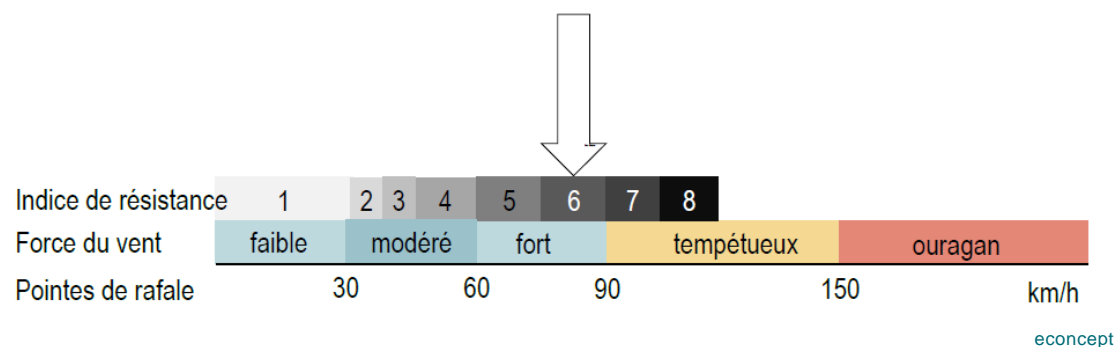 Indice de résistance 1 2 3 4 5 6 7 8
Force du vent faible modéré fort tempétueux ouragan
Pointes de rafale 30 60 90 150 km/h
econcept